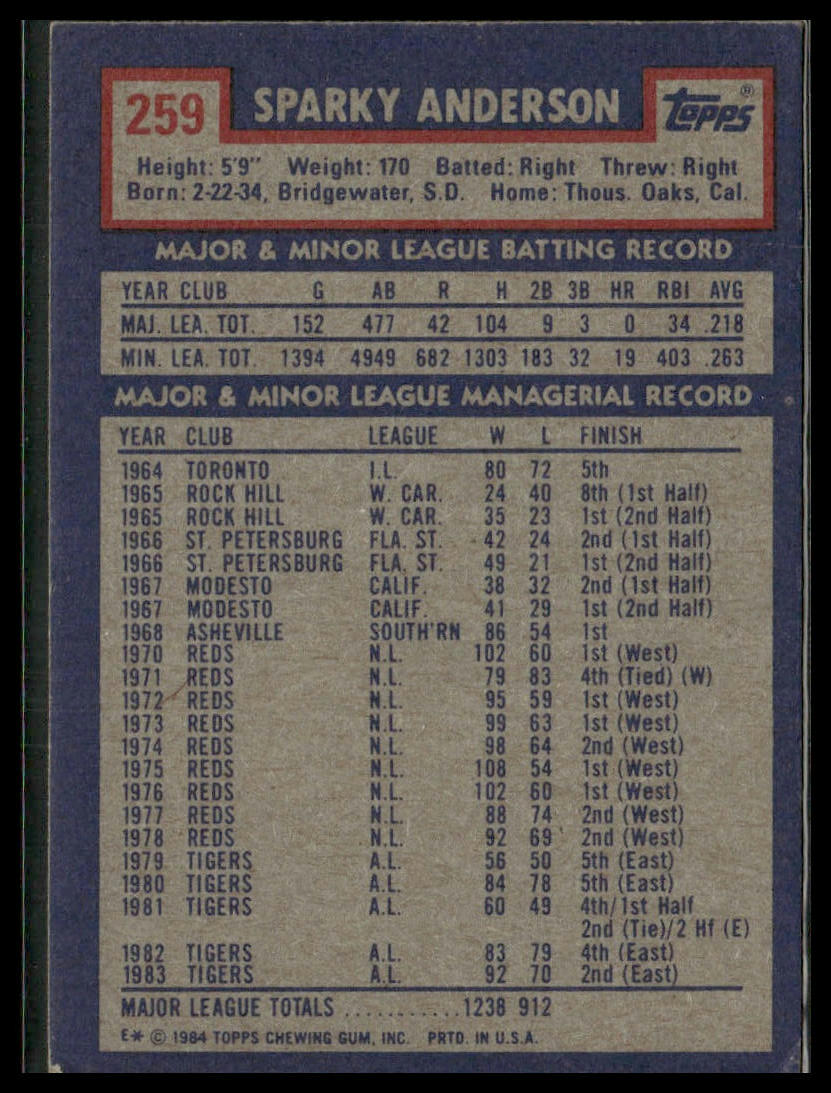 259 SPARKY ANDERSON Topps®
Height: 5'9" Weight: 170 Batted: Right Threw: Right
Born: 2-22-34, Bridgewater, S.D. Home: Thous. Oaks, Cal.
MAJOR & MINOR LEAGUE BATTING RECORD
YEAR CLUB G AB R H 2B 3B HR RBI AVG
MAJ. LEA. TOT. 152 477 42 104 9 3 0 34 .218
MIN. LEA. TOT. 1394 4949 682 1303 183 32 19 403 .263
MAJOR & MINOR LEAGUE MANAGERIAL RECORD
YEAR CLUB LEAGUE W L FINISH
1964 TORONTO I.L. 80 72 5th
1965 ROCK HILL W. CAR. 24 40 8th (1st Half)
1965 ROCK HILL W. CAR. 35 23 1st (2nd Half)
1966 ST. PETERSBURG FLA. ST. 42 24 2nd (1st Half)
1966 ST. PETERSBURG FLA. ST. 49 21 1st (2nd Half)
1967 MODESTO CALIF. 38 32 2nd (1st Half)
1967 MODESTO CALIF. 41 29 1st (2nd Half)
1968 ASHEVILLE SOUTH'RN 86 54 1st
1970 REDS N.L. 102 60 1st (West)
1971 REDS N.L. 79 83 4th (Tied) (W)
1972 REDS N.L. 95 59 1st (West)
1973 REDS N.L. 99 63 1st (West)
1974 REDS N.L. 98 64 2nd (West)
1975 REDS N.L. 108 54 1st (West)
1976 REDS N.L. 102 60 1st (West)
1977 REDS N.L. 88 74 2nd (West)
1978 REDS N.L. 92 69 2nd (West)
1979 TIGERS A.L. 56 50 5th (East)
1980 TIGERS A.L. 84 78 5th (East)
1981 TIGERS A.L. 60 49 4th/1st Half
2nd (Tie)/2 Hf (E)
1982 TIGERS A.L. 83 79 4th (East)
1983 TIGERS A.L. 92 70 2nd (East)
MAJOR LEAGUE TOTALS ...........1238 912
E* © 1984 TOPPS CHEWING GUM, INC. PRTD. IN U.S.A.